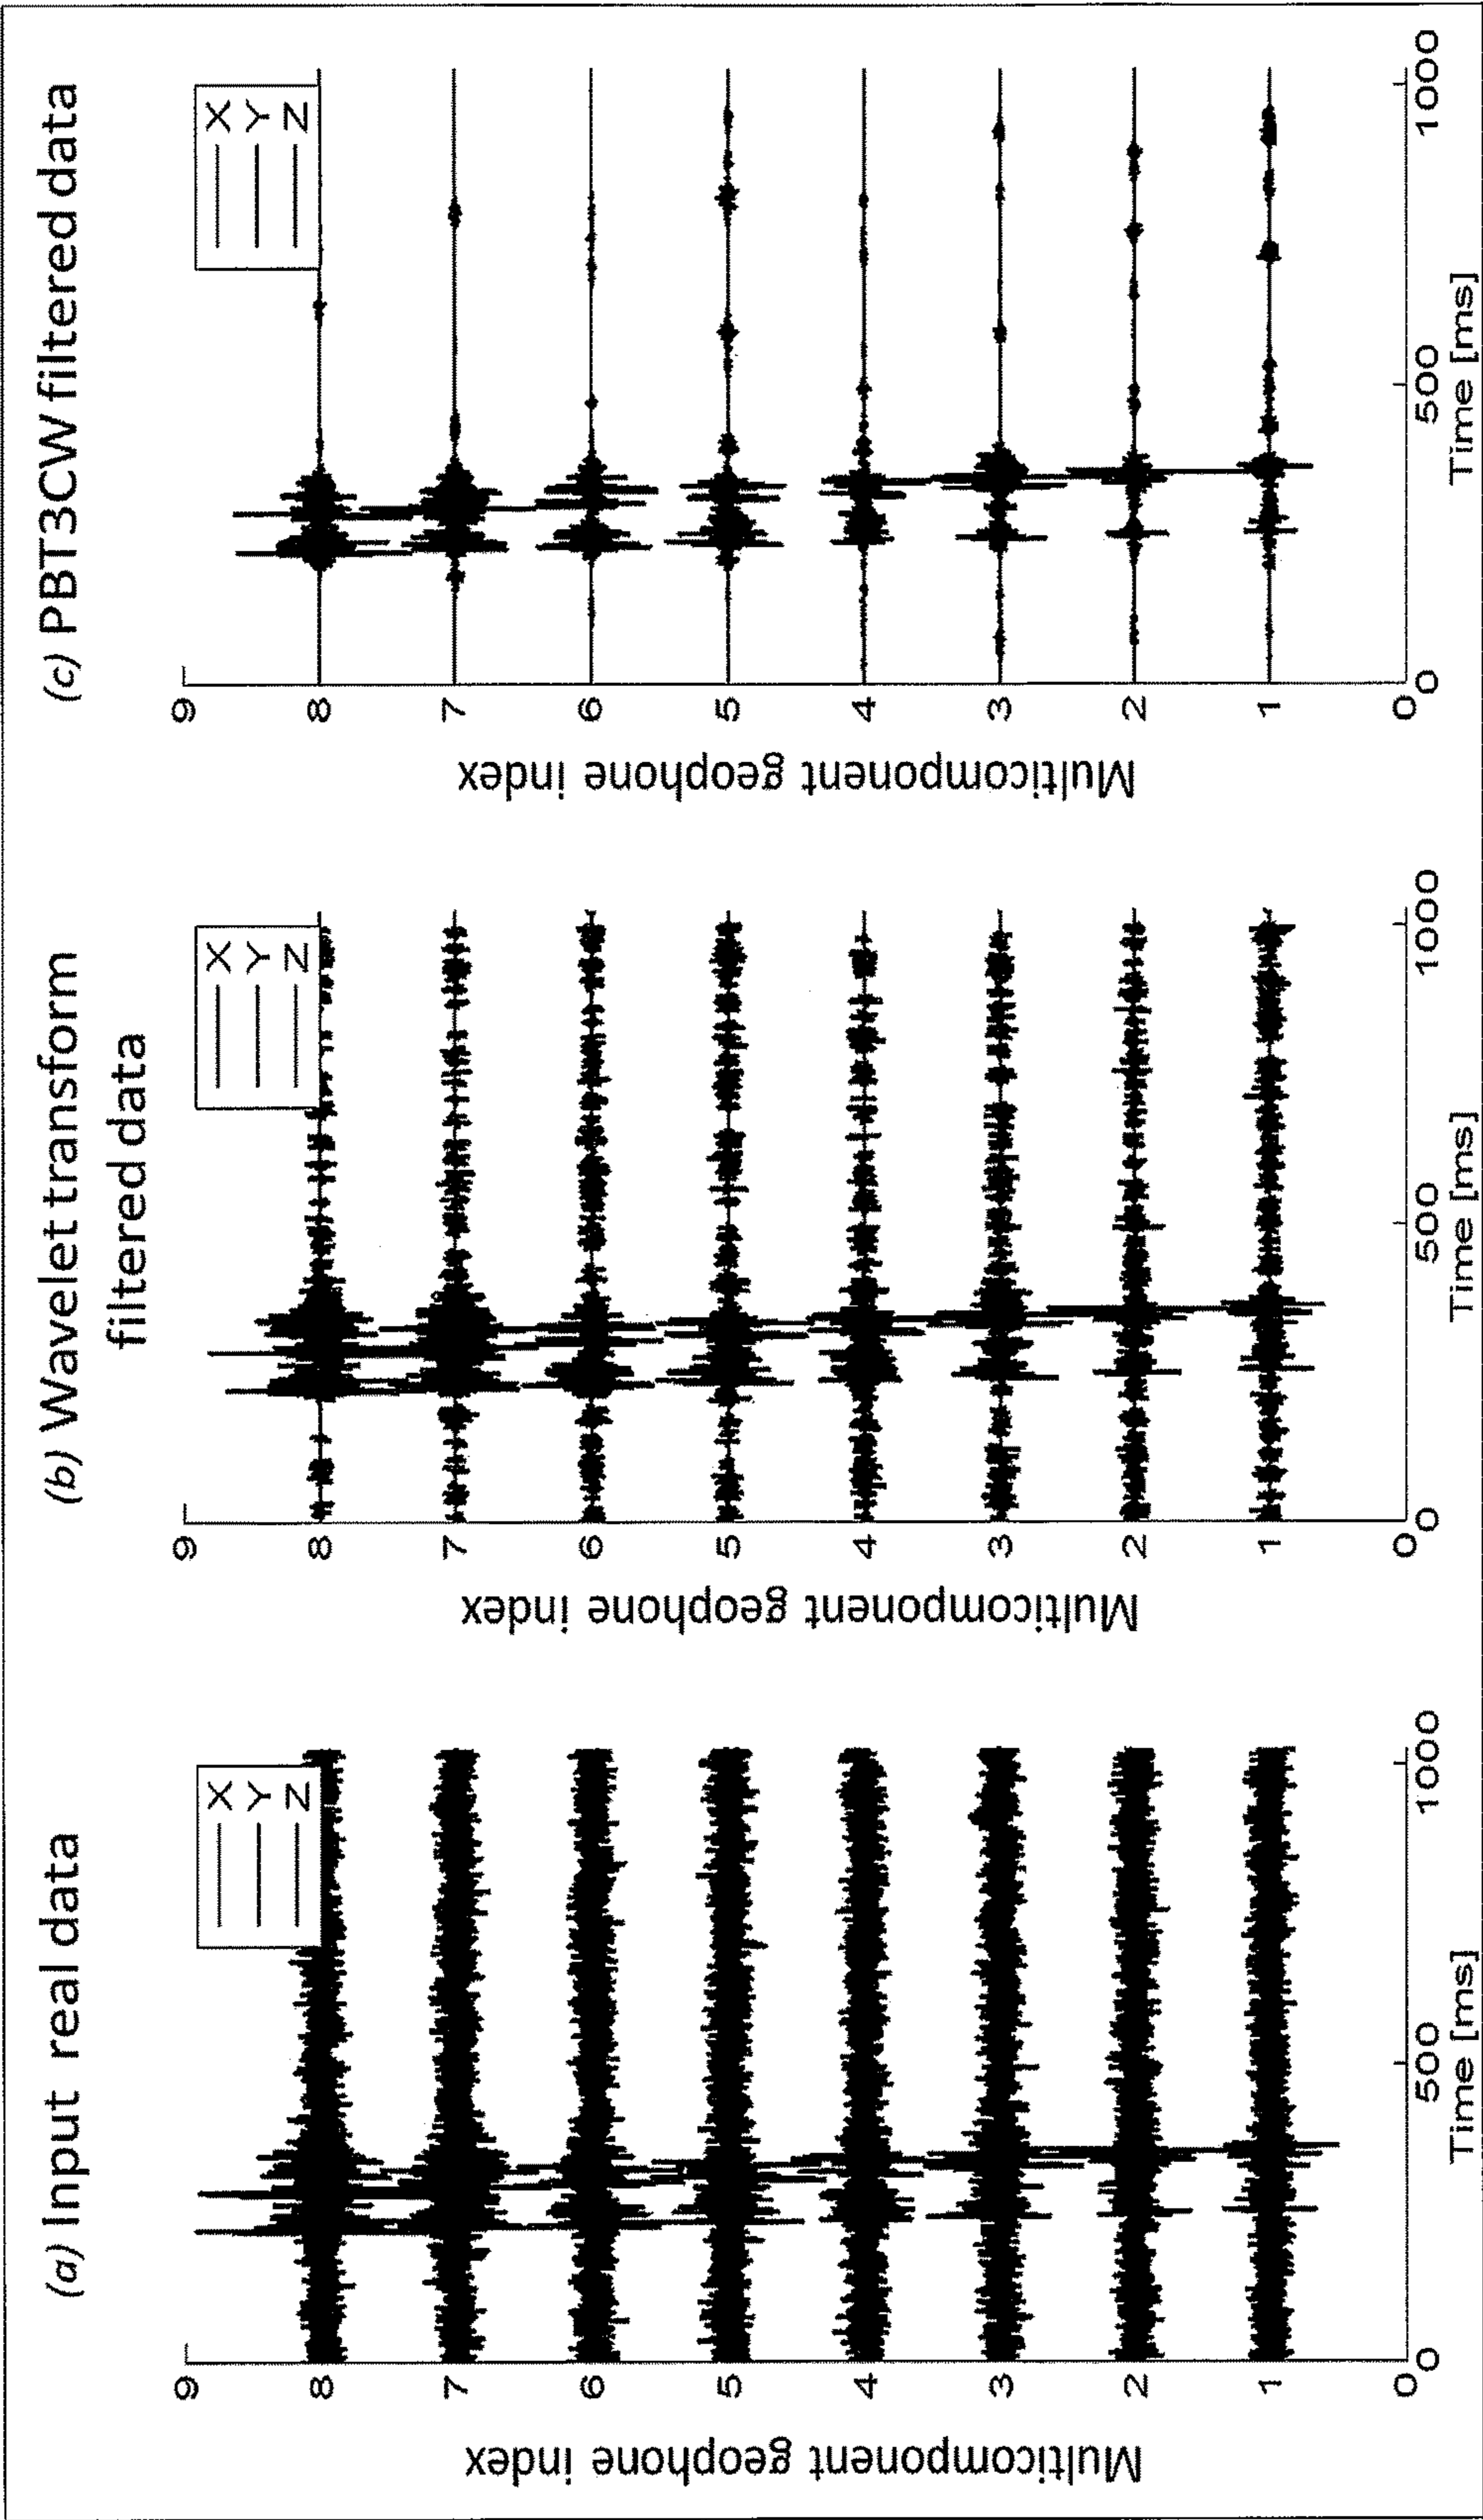 (a) Input real data
X
Y
Z
9
8
7
6
5
4
3
2
1
0
Multicomponent geophone index
0
500
1000
Time [ms]
(b) Wavelet transform
filtered data
X
Y
Z
9
8
7
6
5
4
3
2
1
0
Multicomponent geophone index
0
500
1000
Time [ms]
(c) PBT3CW filtered data
X
Y
Z
9
8
7
6
5
4
3
2
1
0
Multicomponent geophone index
0
500
1000
Time [ms]